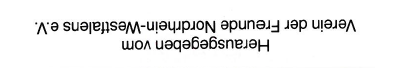 Herausgegeben vom
Verein der Freunde Nordrhein-Westfalens e.V.